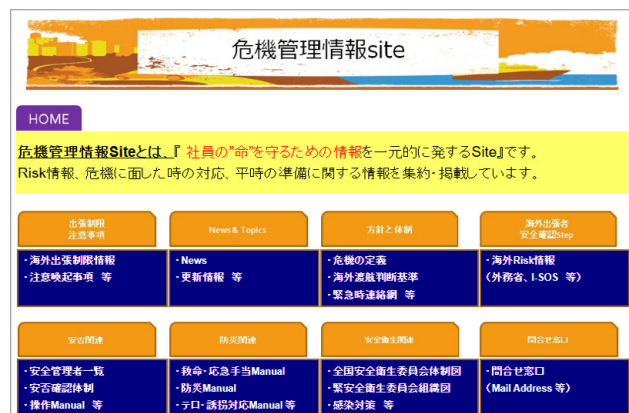 危機管理情報site
HOME
危機管理情報Siteとは、『 社員の"命"を守るための情報を一元的に発するSite』です。
Risk情報、危機に面した時の対応、平時の準備に関する情報を集約・掲載しています。
出張制限
注意事項
News& Topics
方針と体制
海外出張者
安全確認Step
・海外出張制限情報
・注意喚起事項 等
・News
・更新情報 等
・危機の定義
・海外渡航判断基準
・緊急時連絡網 等
・海外Risk情報
（外務省、I-SOS 等）
安否関連
防災関連
安全衛生関連
問合せ窓口
・安全管理者一覧
・安否確認体制
・操作Manual 等
・救命・応急手当Manual
・防災Manual
・テロ・誘拐対応Manual 等
・全国安全衛生委員会体制図
・緊安全衛生委員会組織図
・感染対策 等
・問合せ窓口
（Mail Address 等）